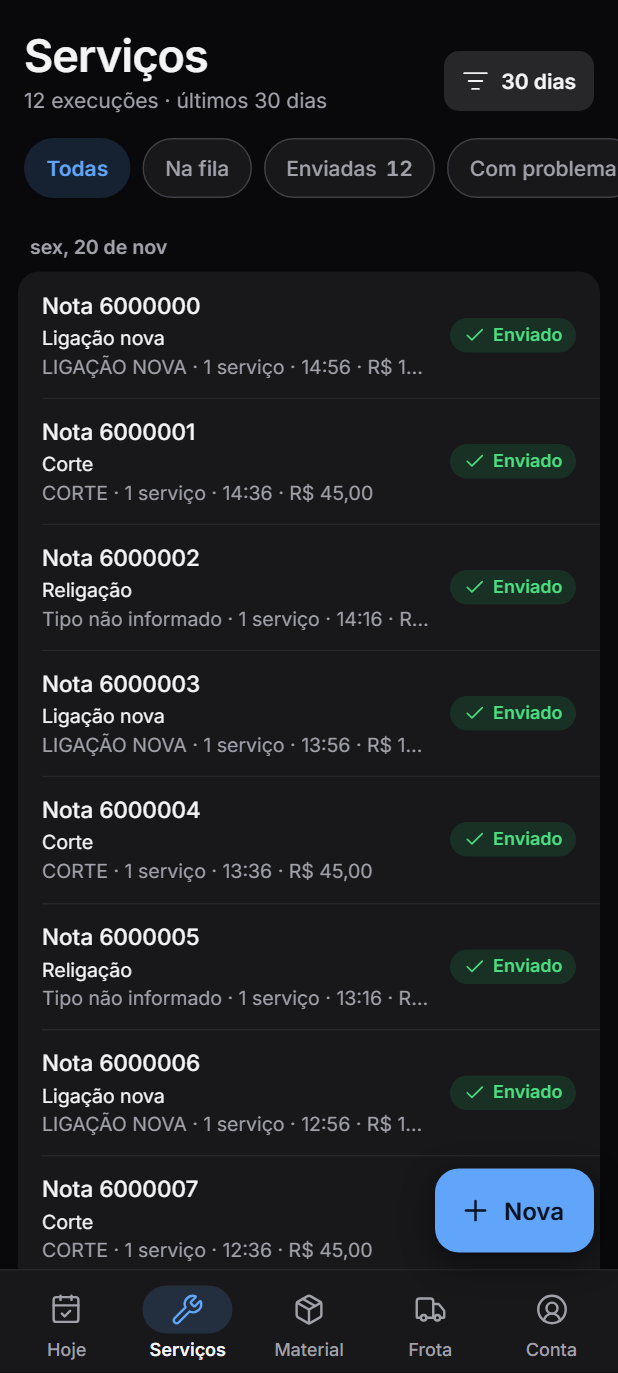 Serviços
12 execuções · últimos 30 dias
30 dias
Todas
Na fila
Enviadas 12
Com problema
sex, 20 de nov
Nota 6000000
Ligação nova
LIGAÇÃO NOVA · 1 serviço · 14:56 · R$ 1...
Enviado
Nota 6000001
Corte
CORTE · 1 serviço · 14:36 · R$ 45,00
Enviado
Nota 6000002
Religação
Tipo não informado · 1 serviço · 14:16 · R...
Enviado
Nota 6000003
Ligação nova
LIGAÇÃO NOVA · 1 serviço · 13:56 · R$ 1...
Enviado
Nota 6000004
Corte
CORTE · 1 serviço · 13:36 · R$ 45,00
Enviado
Nota 6000005
Religação
Tipo não informado · 1 serviço · 13:16 · R...
Enviado
Nota 6000006
Ligação nova
LIGAÇÃO NOVA · 1 serviço · 12:56 · R$ 1...
Enviado
Nota 6000007
Corte
CORTE · 1 serviço · 12:36 · R$ 45,00
Nova
Hoje
Serviços
Material
Frota
Conta